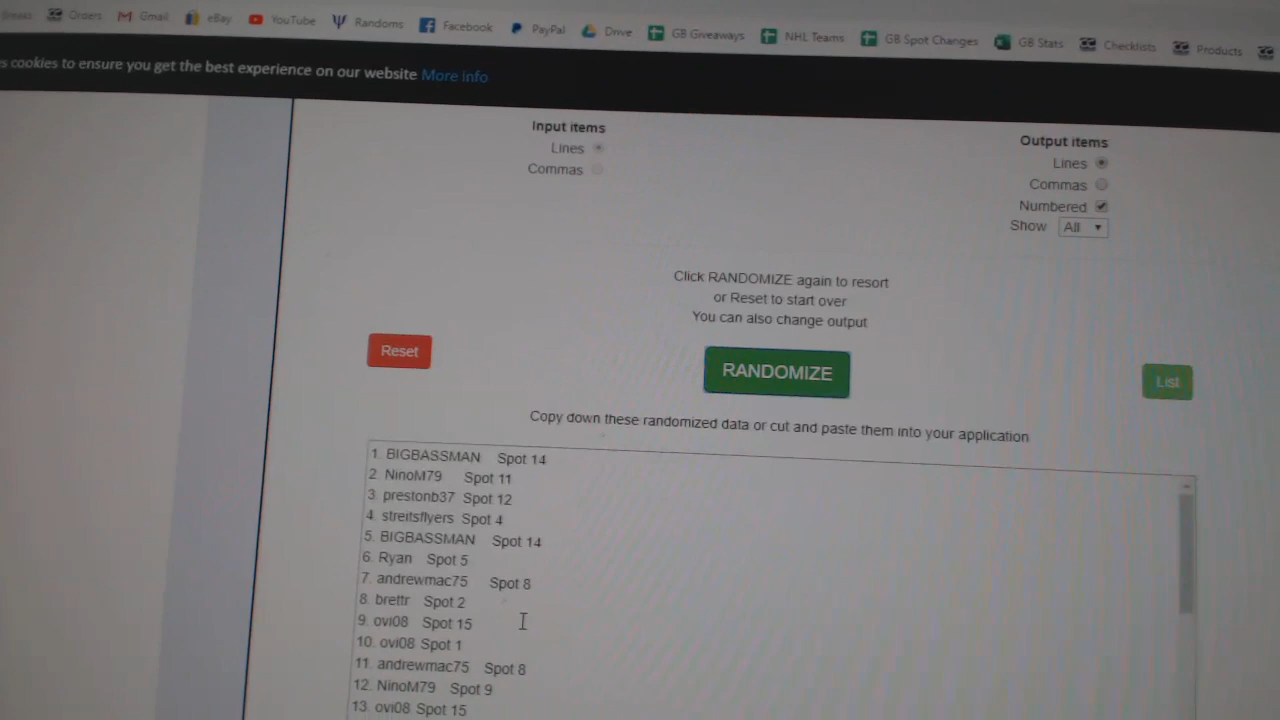 Breaks Orders Gmail eBay YouTube Randoms Facebook PayPal Drive GB Giveaways NHL Teams GB Spot Changes GB Stats Checklists Products
s cookies to ensure you get the best experience on our website More info
Input items
Lines
Commas
Output items
Lines
Commas
Numbered
Show All
Click RANDOMIZE again to resort
or Reset to start over
You can also change output
Reset
RANDOMIZE
List
Copy down these randomized data or cut and paste them into your application
1. BIGBASSMAN Spot 14
2. NinoM79 Spot 11
3. prestonb37 Spot 12
4. streitsflyers Spot 4
5. BIGBASSMAN Spot 14
6. Ryan Spot 5
7. andrewmac75 Spot 8
8. brettr Spot 2
9. ovi08 Spot 15
10. ovi08 Spot 1
11. andrewmac75 Spot 8
12. NinoM79 Spot 9
13. ovi08 Spot 15